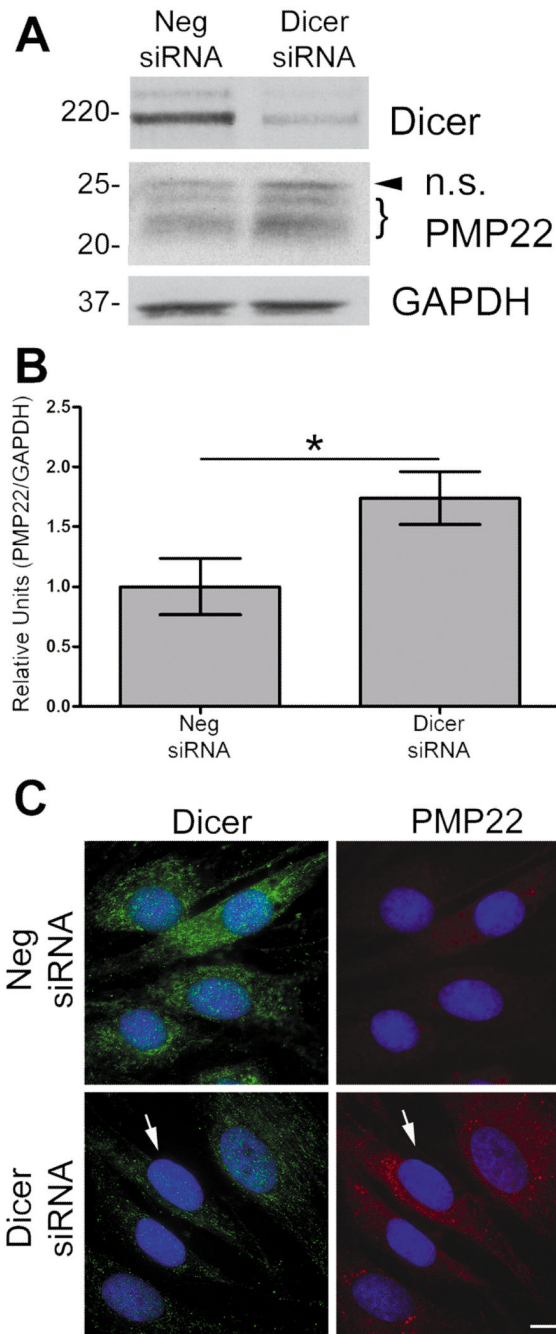 A
Neg siRNA
Dicer siRNA
220-
Dicer
25-
n.s.
20-
}
PMP22
37-
GAPDH
B
Relative Units (PMP22/GAPDH)
2.5
2.0
1.5
1.0
0.5
0.0
*
Neg siRNA
Dicer siRNA
C
Dicer
PMP22
Neg siRNA
Dicer siRNA